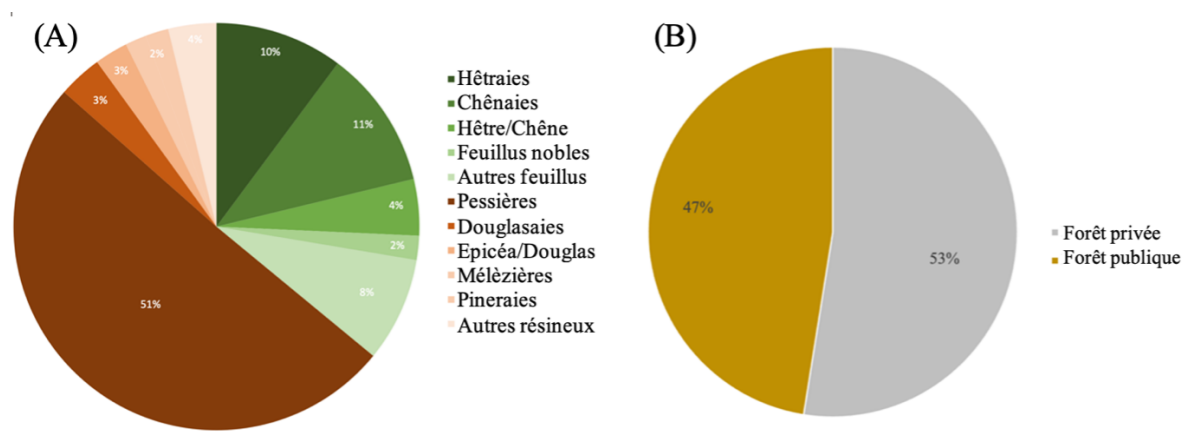 (A)
10%
11%
4%
2%
8%
51%
3%
3%
2%
4%
Hêtraies
Chênaies
Hêtre/Chêne
Feuillus nobles
Autres feuillus
Pessières
Douglasaies
Epicéa/Douglas
Mélèzières
Pineraies
Autres résineux
(B)
47%
53%
Forêt privée
Forêt publique